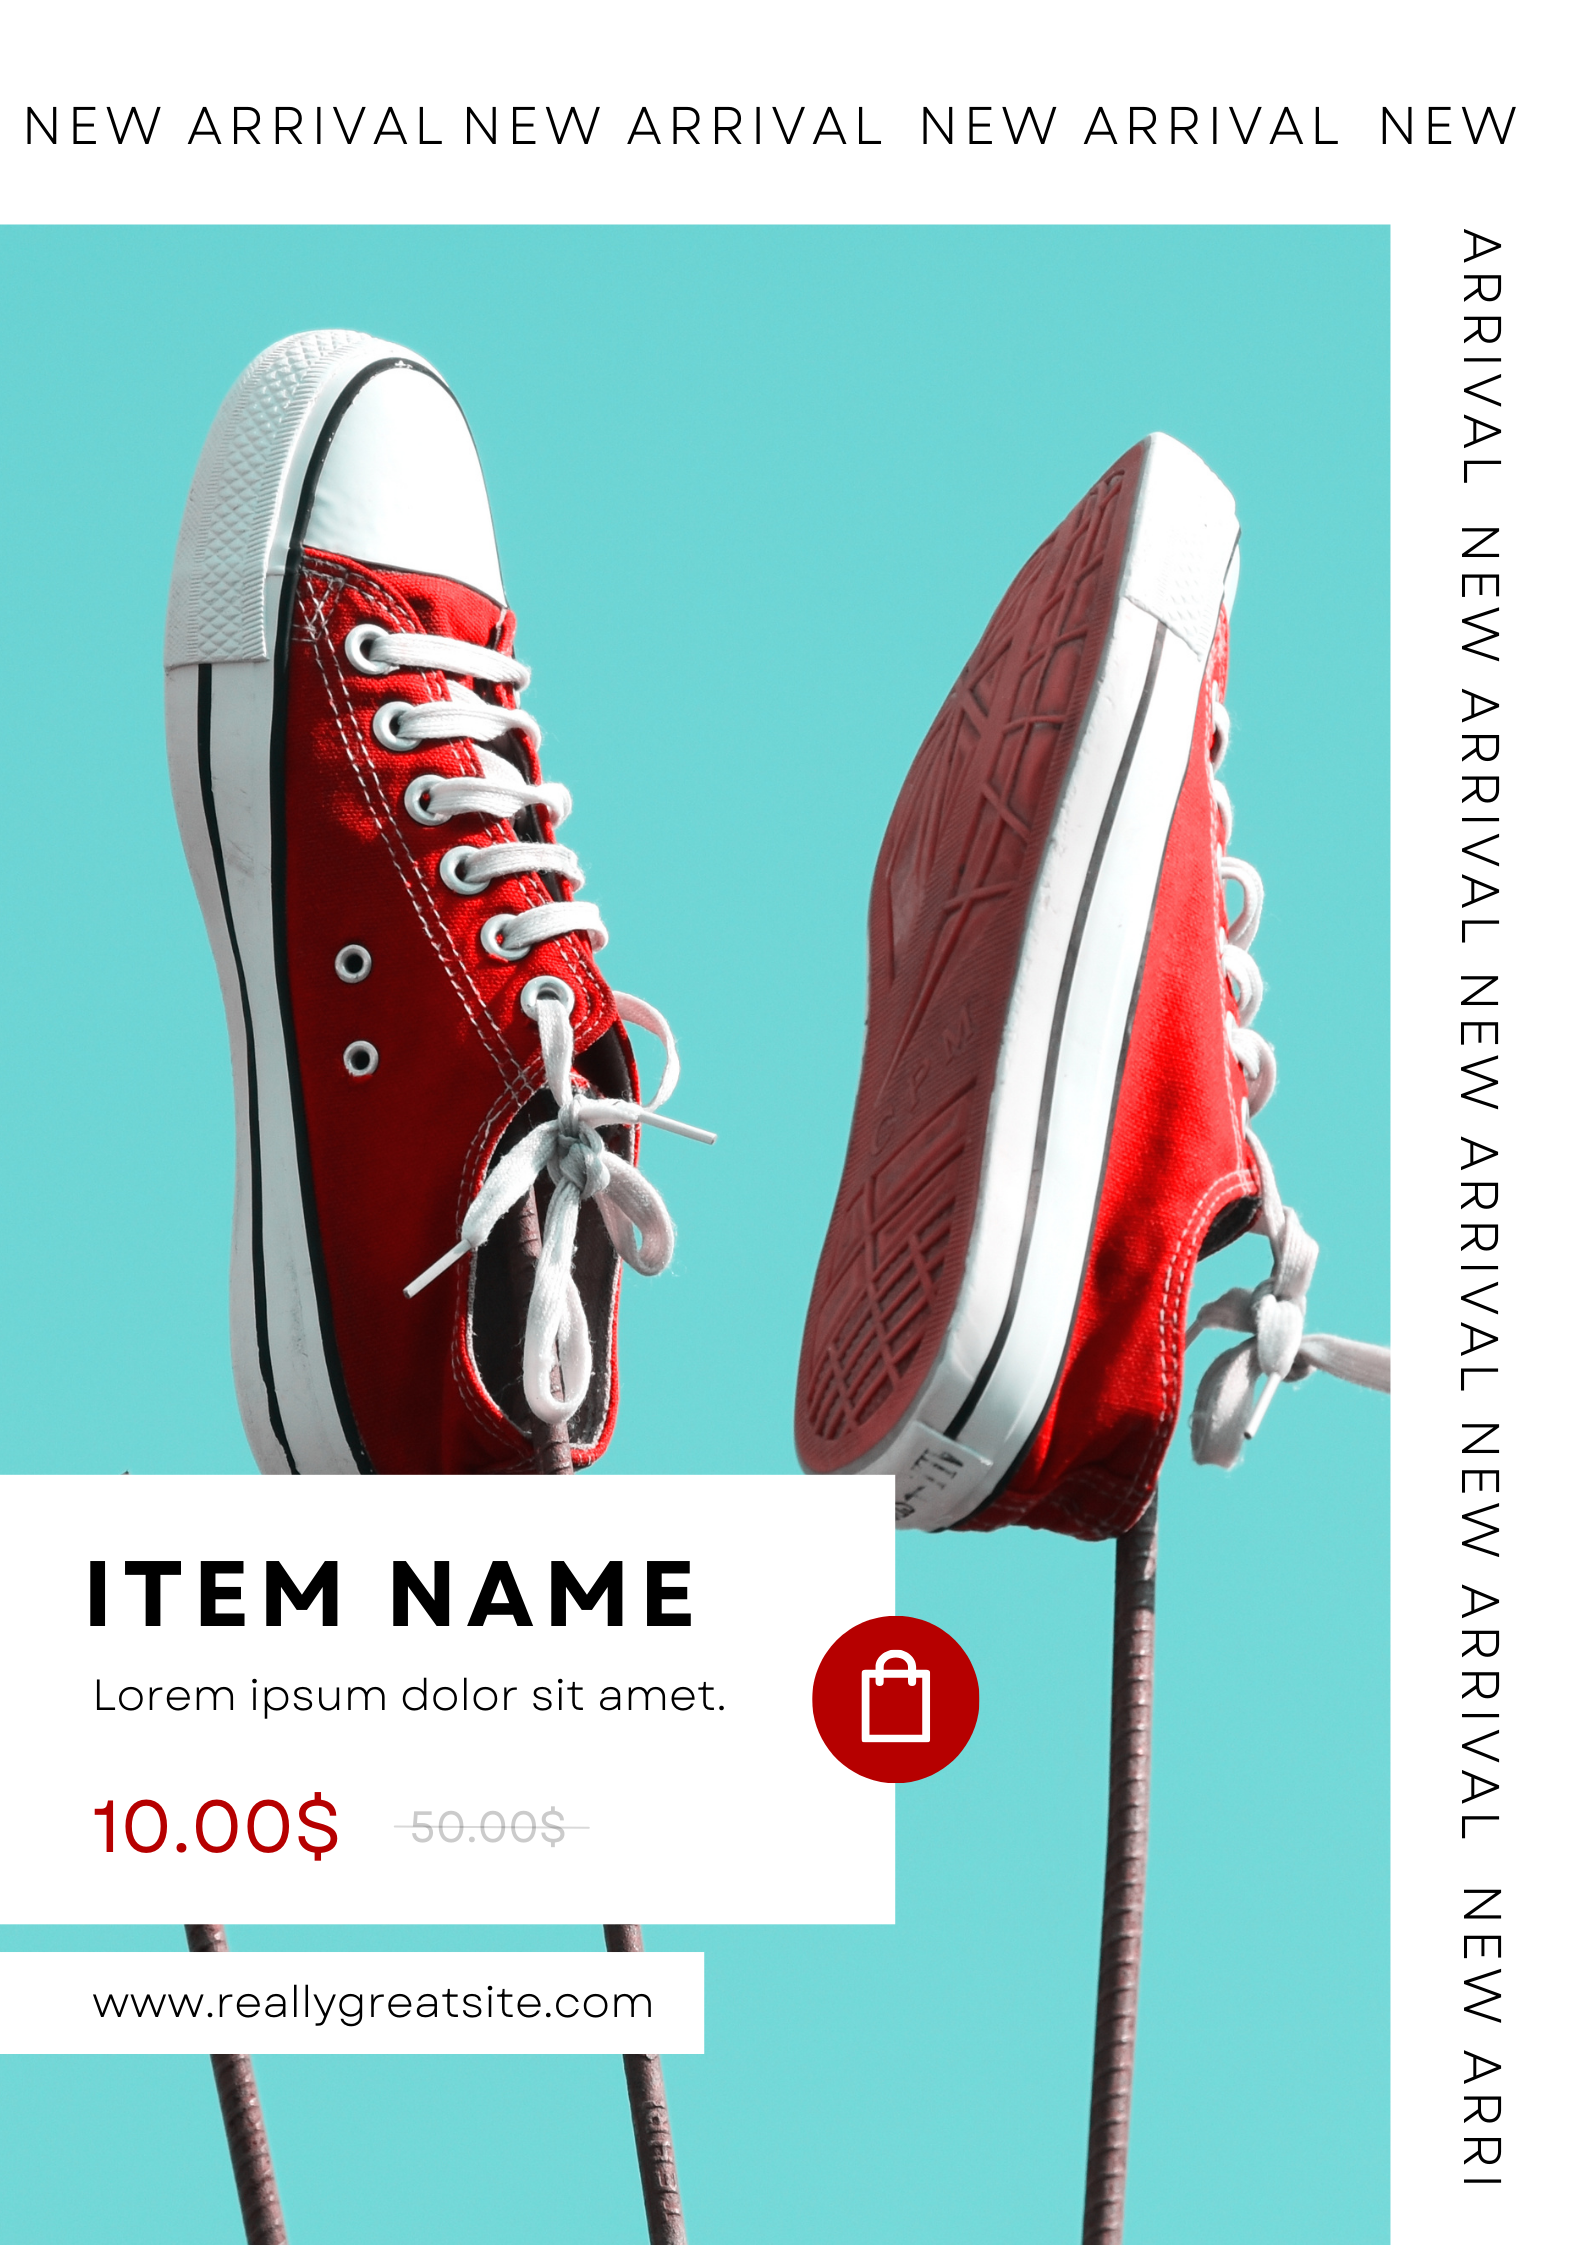 NEW ARRIVAL NEW ARRIVAL NEW ARRIVAL NEW
ARRIVAL NEW ARRIVAL NEW ARRIVAL NEW ARRIVAL NEW ARRI
CPM
ITEM NAME
Lorem ipsum dolor sit amet.
10.00$ 50.00$
www.reallygreatsite.com